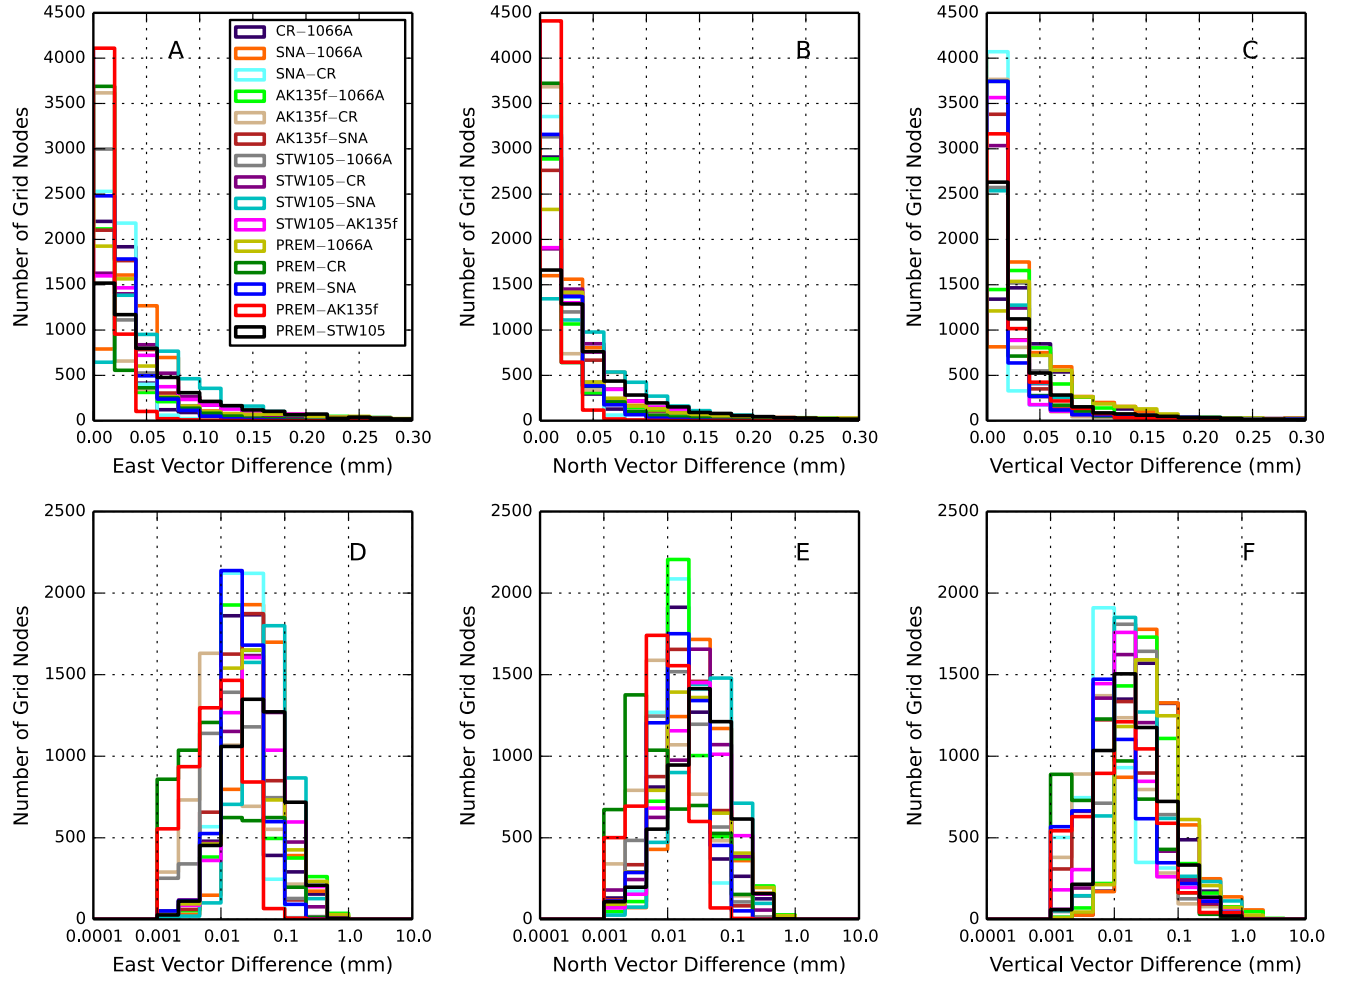 4500
4000
3500
3000
2500
2000
1500
1000
500
0
Number of Grid Nodes
A
CR−1066A
SNA−1066A
SNA−CR
AK135f−1066A
AK135f−CR
AK135f−SNA
STW105−1066A
STW105−CR
STW105−SNA
STW105−AK135f
PREM−1066A
PREM−CR
PREM−SNA
PREM−AK135f
PREM−STW105
0.00 0.05 0.10 0.15 0.20 0.25 0.30
East Vector Difference (mm)
4500
4000
3500
3000
2500
2000
1500
1000
500
0
Number of Grid Nodes
B
0.00 0.05 0.10 0.15 0.20 0.25 0.30
North Vector Difference (mm)
4500
4000
3500
3000
2500
2000
1500
1000
500
0
Number of Grid Nodes
C
0.00 0.05 0.10 0.15 0.20 0.25 0.30
Vertical Vector Difference (mm)
2500
2000
1500
1000
500
0
Number of Grid Nodes
D
0.0001 0.001 0.01 0.1 1.0 10.0
East Vector Difference (mm)
2500
2000
1500
1000
500
0
Number of Grid Nodes
E
0.0001 0.001 0.01 0.1 1.0 10.0
North Vector Difference (mm)
2500
2000
1500
1000
500
0
Number of Grid Nodes
F
0.0001 0.001 0.01 0.1 1.0 10.0
Vertical Vector Difference (mm)